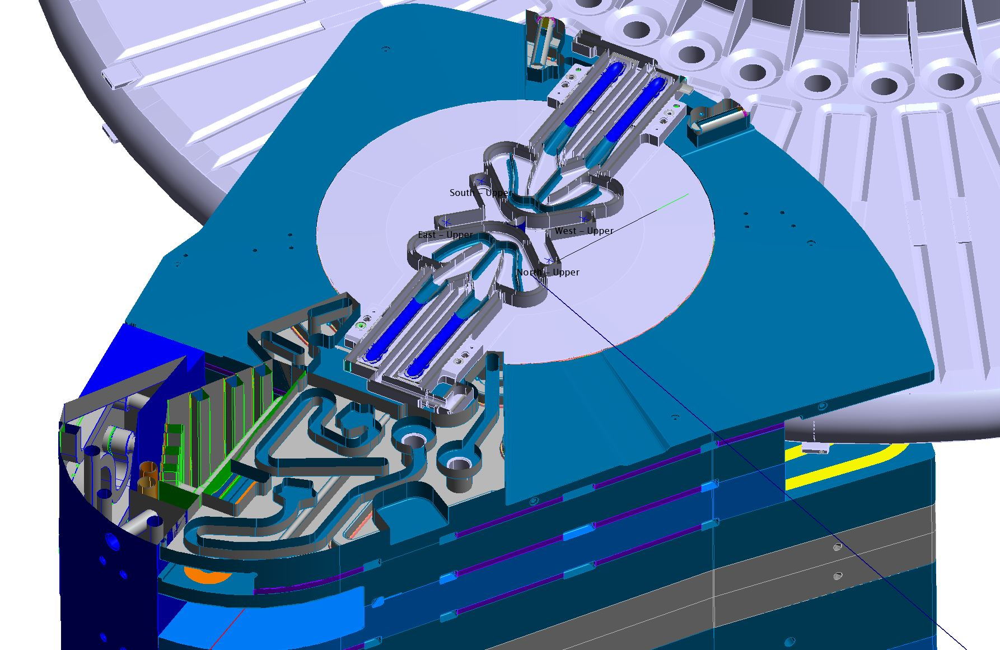 South – Upper
East – Upper
West – Upper
North – Upper